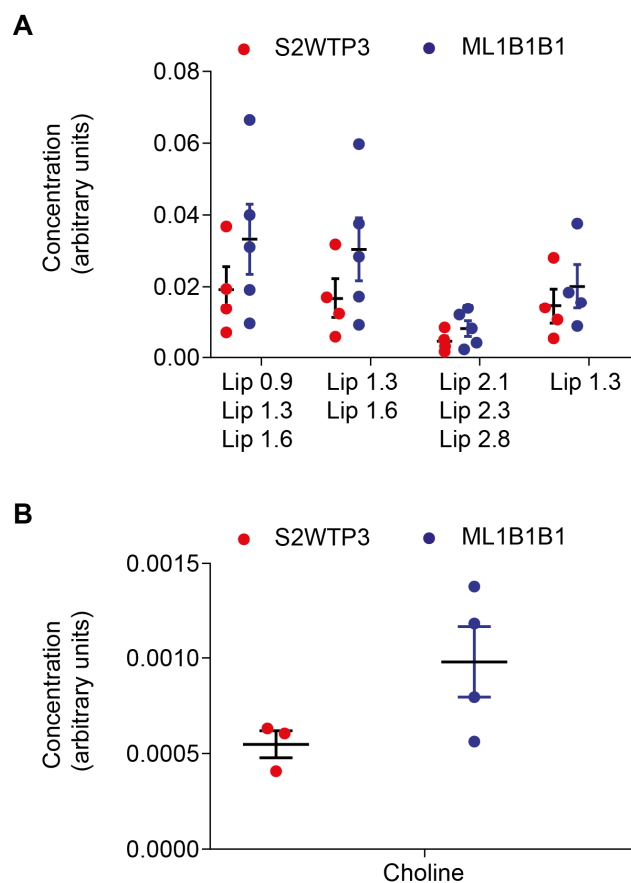 A
S2WTP3 ML1B1B1
Concentration
(arbitrary units)
0.08
0.06
0.04
0.02
0.00
Lip 0.9
Lip 1.3
Lip 1.6
Lip 1.3
Lip 1.6
Lip 2.1
Lip 2.3
Lip 2.8
Lip 1.3
B
S2WTP3 ML1B1B1
Concentration
(arbitrary units)
0.0015
0.0010
0.0005
0.0000
Choline